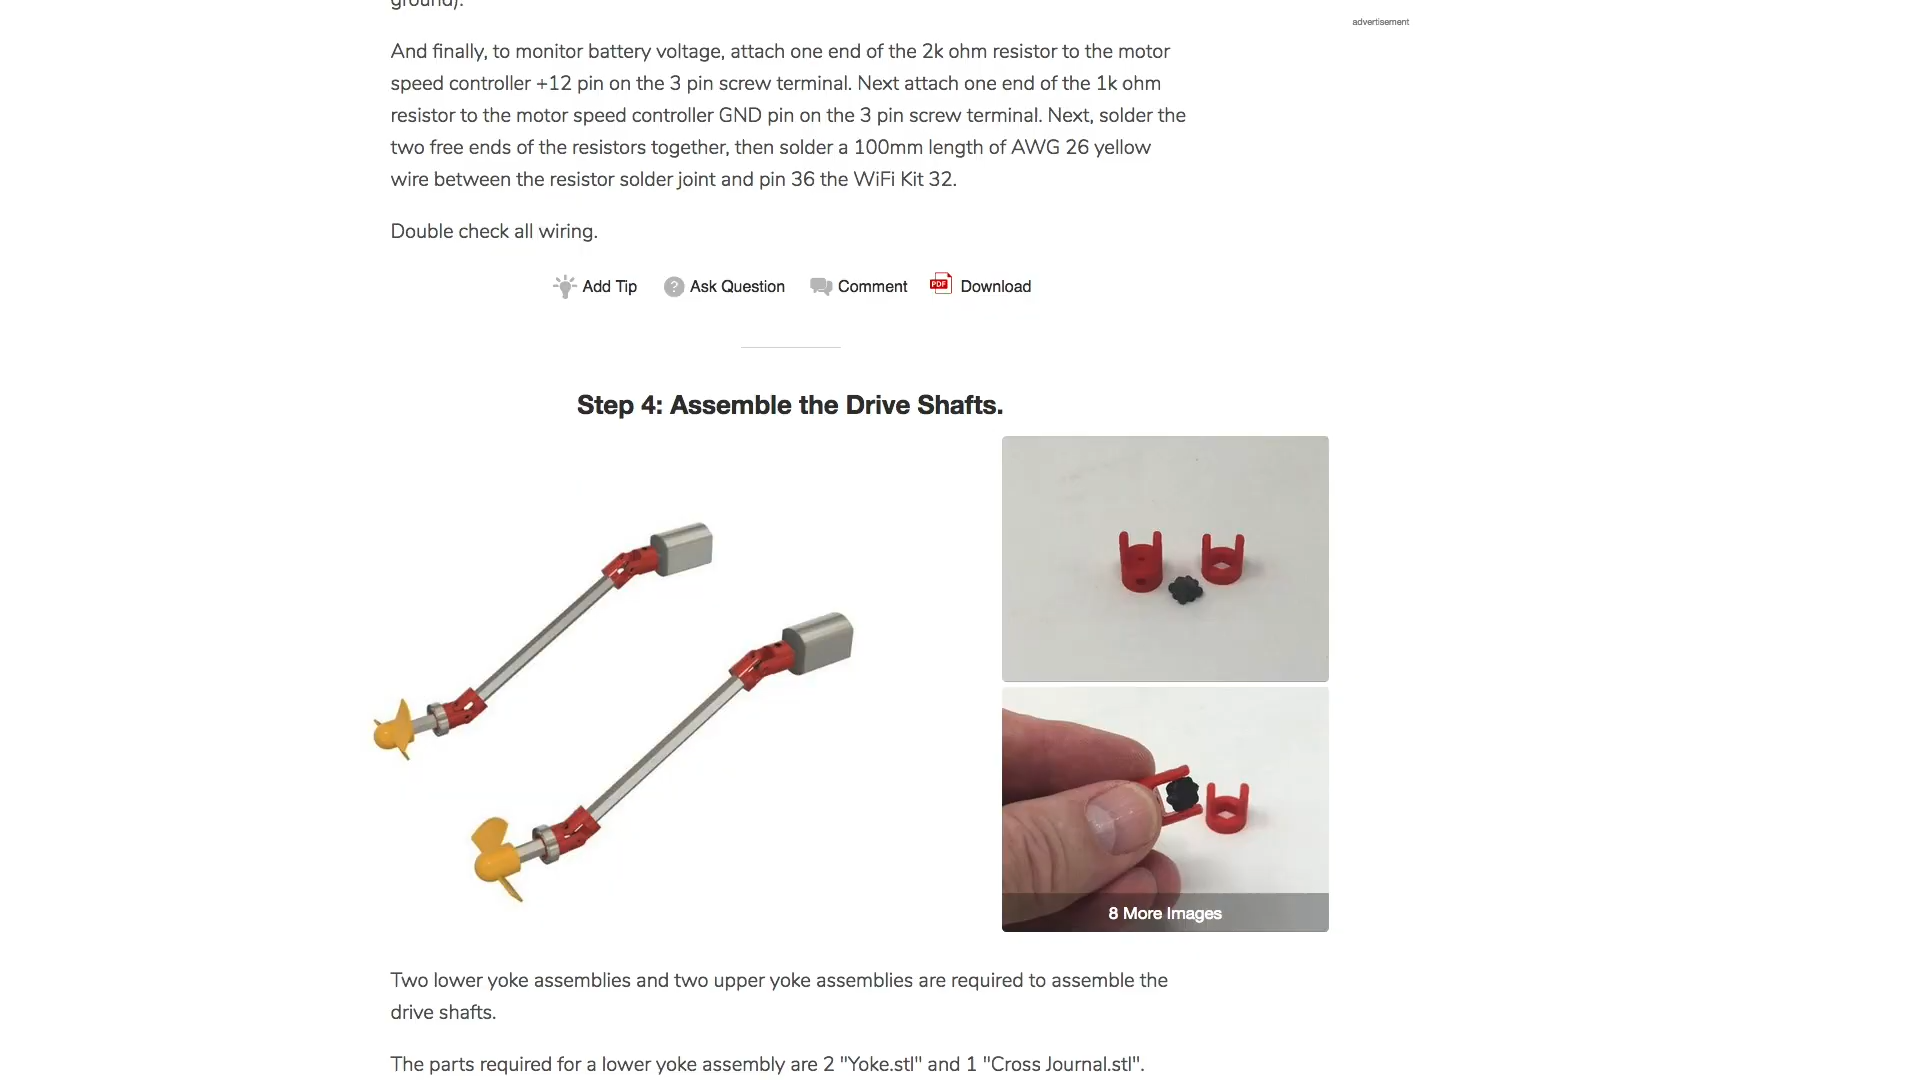 ground).
advertisement
And finally, to monitor battery voltage, attach one end of the 2k ohm resistor to the motor
speed controller +12 pin on the 3 pin screw terminal. Next attach one end of the 1k ohm
resistor to the motor speed controller GND pin on the 3 pin screw terminal. Next, solder the
two free ends of the resistors together, then solder a 100mm length of AWG 26 yellow
wire between the resistor solder joint and pin 36 the WiFi Kit 32.
Double check all wiring.
Add Tip ? Ask Question Comment PDF Download
Step 4: Assemble the Drive Shafts.
8 More Images
Two lower yoke assemblies and two upper yoke assemblies are required to assemble the
drive shafts.
The parts required for a lower yoke assembly are 2 "Yoke.stl" and 1 "Cross Journal.stl".